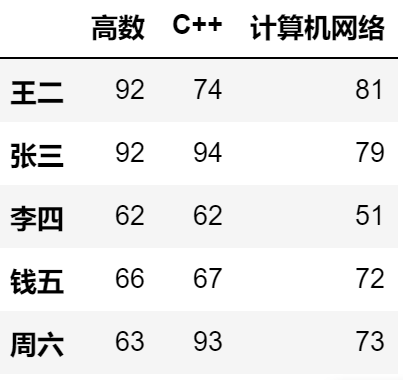 高数 C++ 计算机网络
王二 92 74 81
张三 92 94 79
李四 62 62 51
钱五 66 67 72
周六 63 93 73